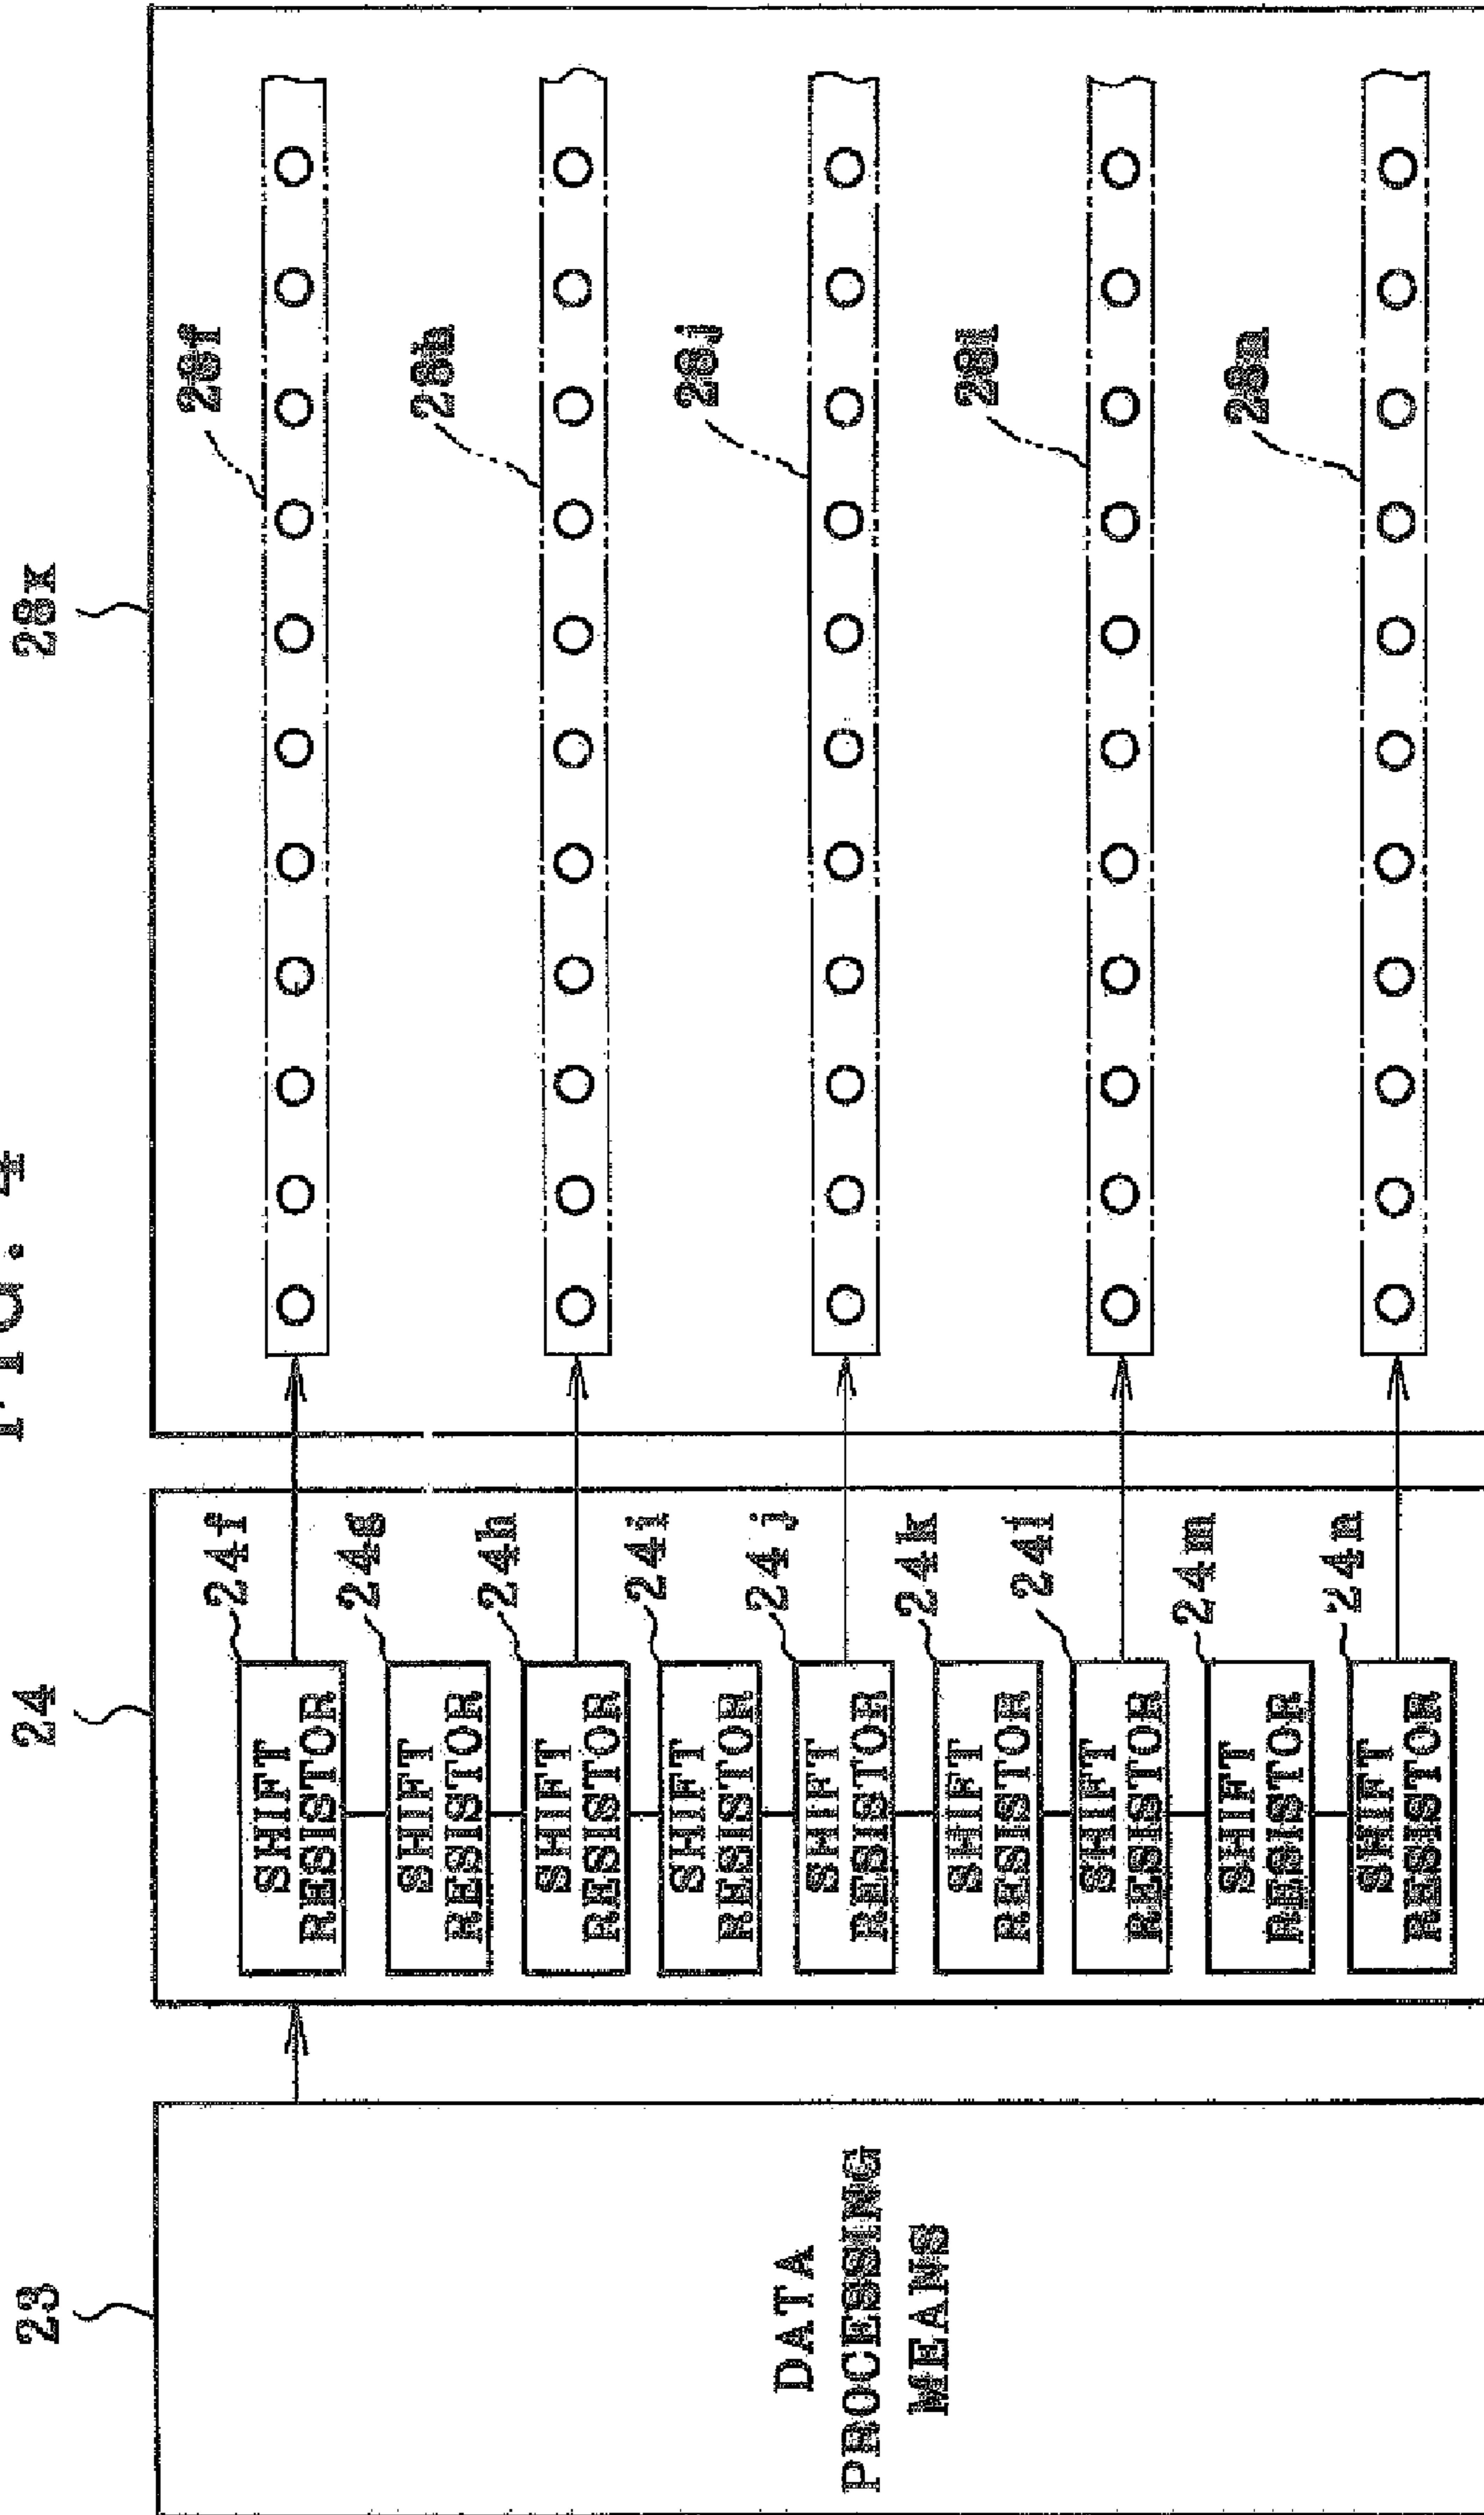 FIG. 4
23
24
28x
DATA
PROCESSING
MEANS
24f
SHIFT
RESISTOR
24g
SHIFT
RESISTOR
24h
SHIFT
RESISTOR
24i
SHIFT
RESISTOR
24j
SHIFT
RESISTOR
24k
SHIFT
RESISTOR
24l
SHIFT
RESISTOR
24m
SHIFT
RESISTOR
24n
SHIFT
RESISTOR
28f
28h
28j
28l
28n